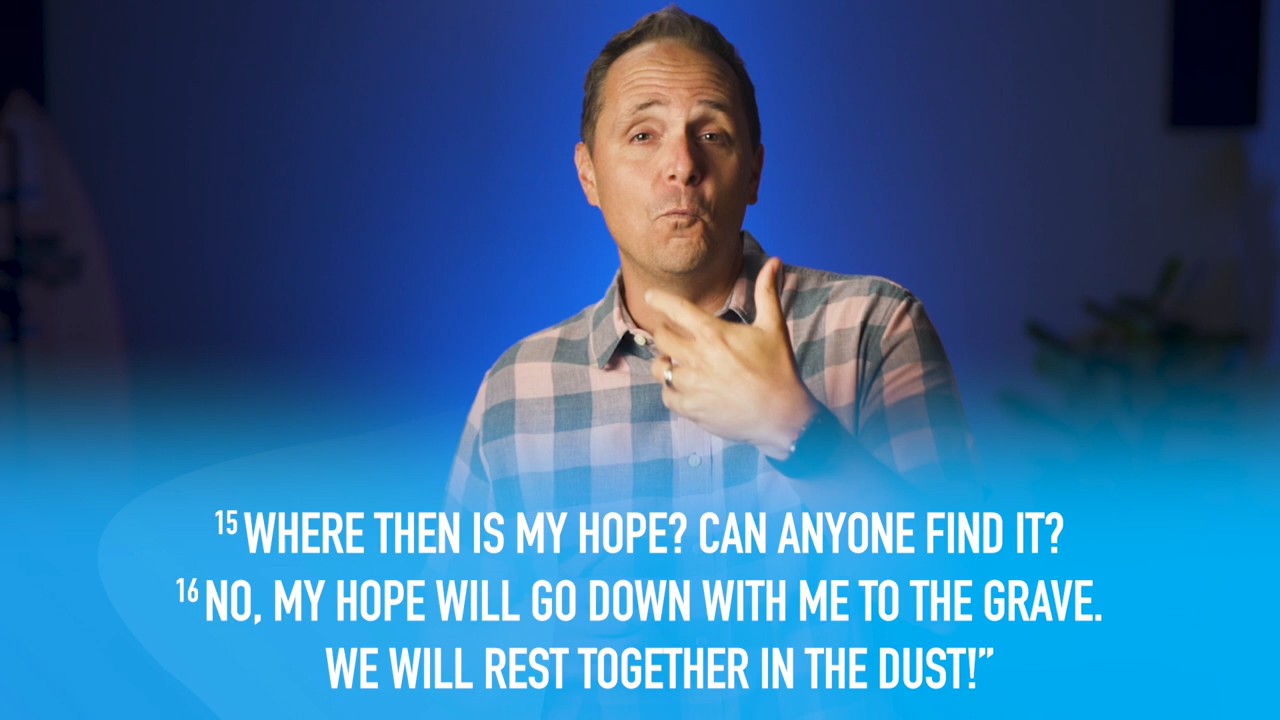 15 WHERE THEN IS MY HOPE? CAN ANYONE FIND IT?
16 NO, MY HOPE WILL GO DOWN WITH ME TO THE GRAVE.
WE WILL REST TOGETHER IN THE DUST!”